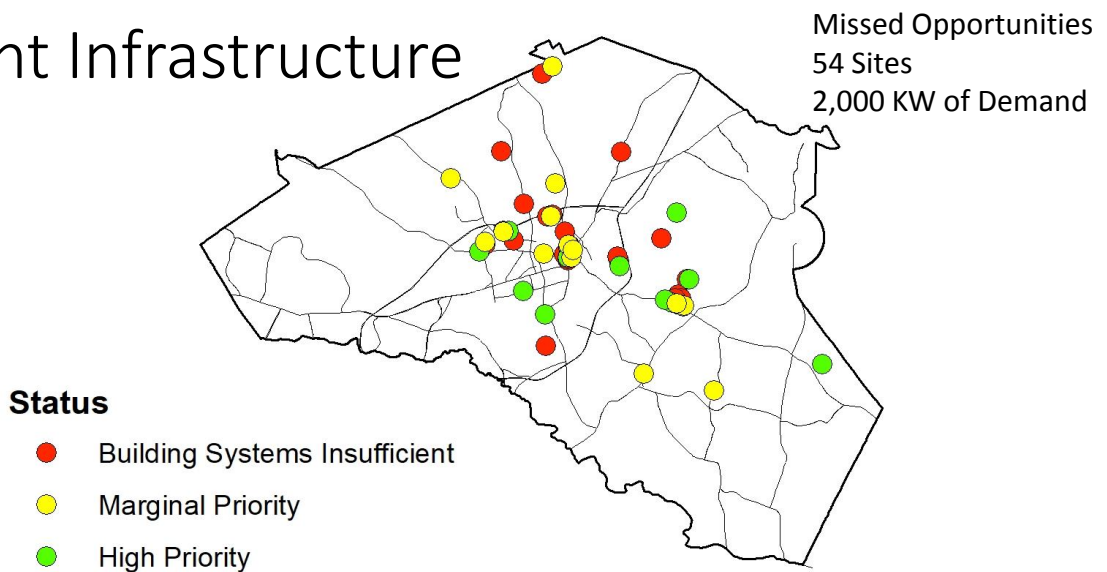 nt Infrastructure
Missed Opportunities
54 Sites
2,000 KW of Demand
Status
Building Systems Insufficient
Marginal Priority
High Priority